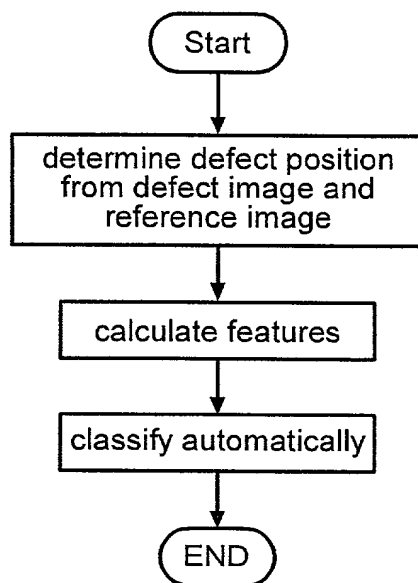 Start
determine defect position
from defect image and
reference image
calculate features
classify automatically
END